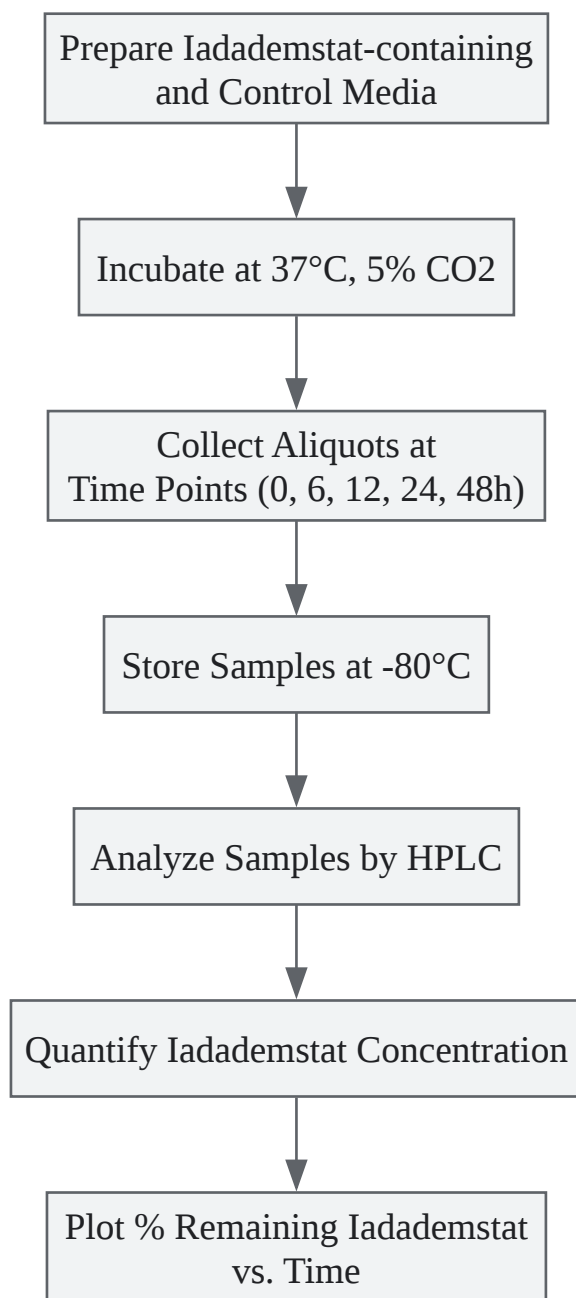 Prepare Iadademstat-containing
and Control Media
Incubate at 37°C, 5% CO2
Collect Aliquots at
Time Points (0, 6, 12, 24, 48h)
Store Samples at -80°C
Analyze Samples by HPLC
Quantify Iadademstat Concentration
Plot % Remaining Iadademstat
vs. Time